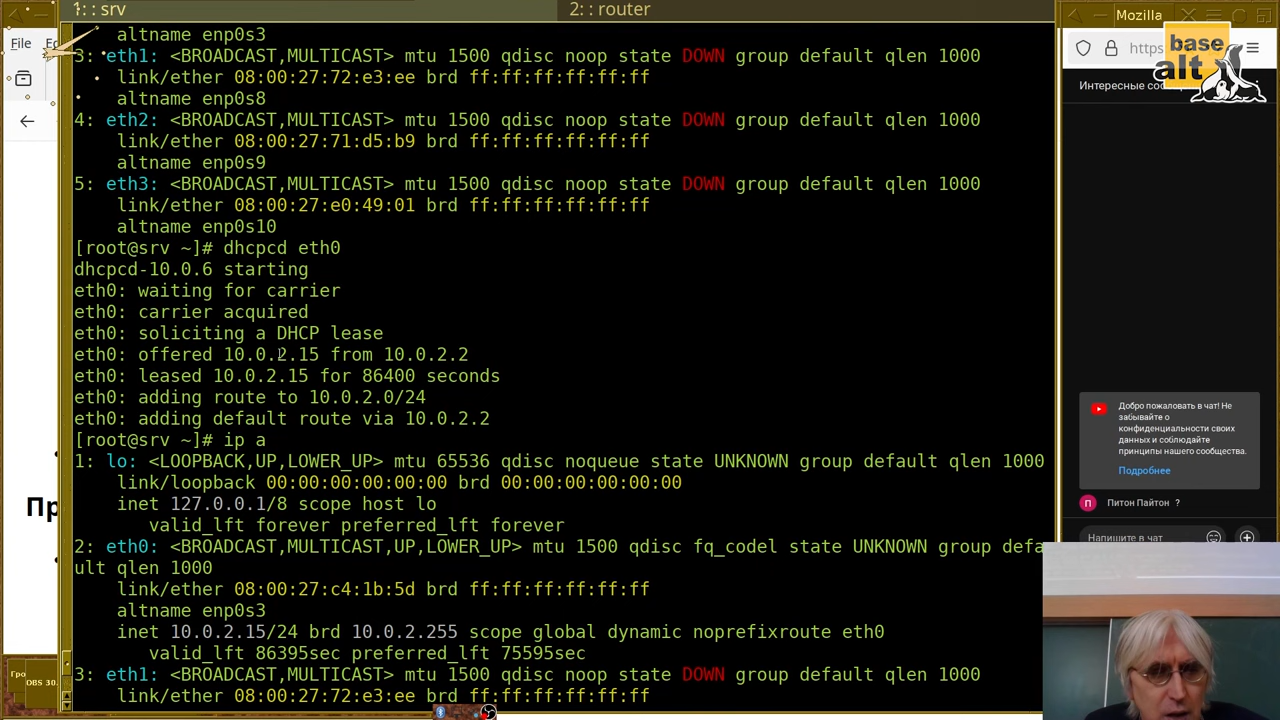 1: : srv
2: : router
Mozilla
File
https
base
alt
Интересные соо
altname enp0s3
3: eth1: <BROADCAST,MULTICAST> mtu 1500 qdisc noop state DOWN group default qlen 1000
link/ether 08:00:27:72:e3:ee brd ff:ff:ff:ff:ff:ff
altname enp0s8
4: eth2: <BROADCAST,MULTICAST> mtu 1500 qdisc noop state DOWN group default qlen 1000
link/ether 08:00:27:71:d5:b9 brd ff:ff:ff:ff:ff:ff
altname enp0s9
5: eth3: <BROADCAST,MULTICAST> mtu 1500 qdisc noop state DOWN group default qlen 1000
link/ether 08:00:27:e0:49:01 brd ff:ff:ff:ff:ff:ff
altname enp0s10
[root@srv ~]# dhcpcd eth0
dhcpcd-10.0.6 starting
eth0: waiting for carrier
eth0: carrier acquired
eth0: soliciting a DHCP lease
eth0: offered 10.0.2.15 from 10.0.2.2
eth0: leased 10.0.2.15 for 86400 seconds
eth0: adding route to 10.0.2.0/24
eth0: adding default route via 10.0.2.2
[root@srv ~]# ip a
1: lo: <LOOPBACK,UP,LOWER_UP> mtu 65536 qdisc noqueue state UNKNOWN group default qlen 1000
link/loopback 00:00:00:00:00:00 brd 00:00:00:00:00:00
inet 127.0.0.1/8 scope host lo
valid_lft forever preferred_lft forever
2: eth0: <BROADCAST,MULTICAST,UP,LOWER_UP> mtu 1500 qdisc fq_codel state UNKNOWN group defa
ult qlen 1000
link/ether 08:00:27:c4:1b:5d brd ff:ff:ff:ff:ff:ff
altname enp0s3
inet 10.0.2.15/24 brd 10.0.2.255 scope global dynamic noprefixroute eth0
valid_lft 86395sec preferred_lft 75595sec
3: eth1: <BROADCAST,MULTICAST> mtu 1500 qdisc noop state DOWN group default qlen 1000
link/ether 08:00:27:72:e3:ee brd ff:ff:ff:ff:ff:ff
Добро пожаловать в чат! Не
забывайте о
конфиденциальности своих
данных и соблюдайте
принципы нашего сообщества.
Подробнее
П
Питон Пайтон ?
Напишите в чат
Пр
Гро
OBS 30.